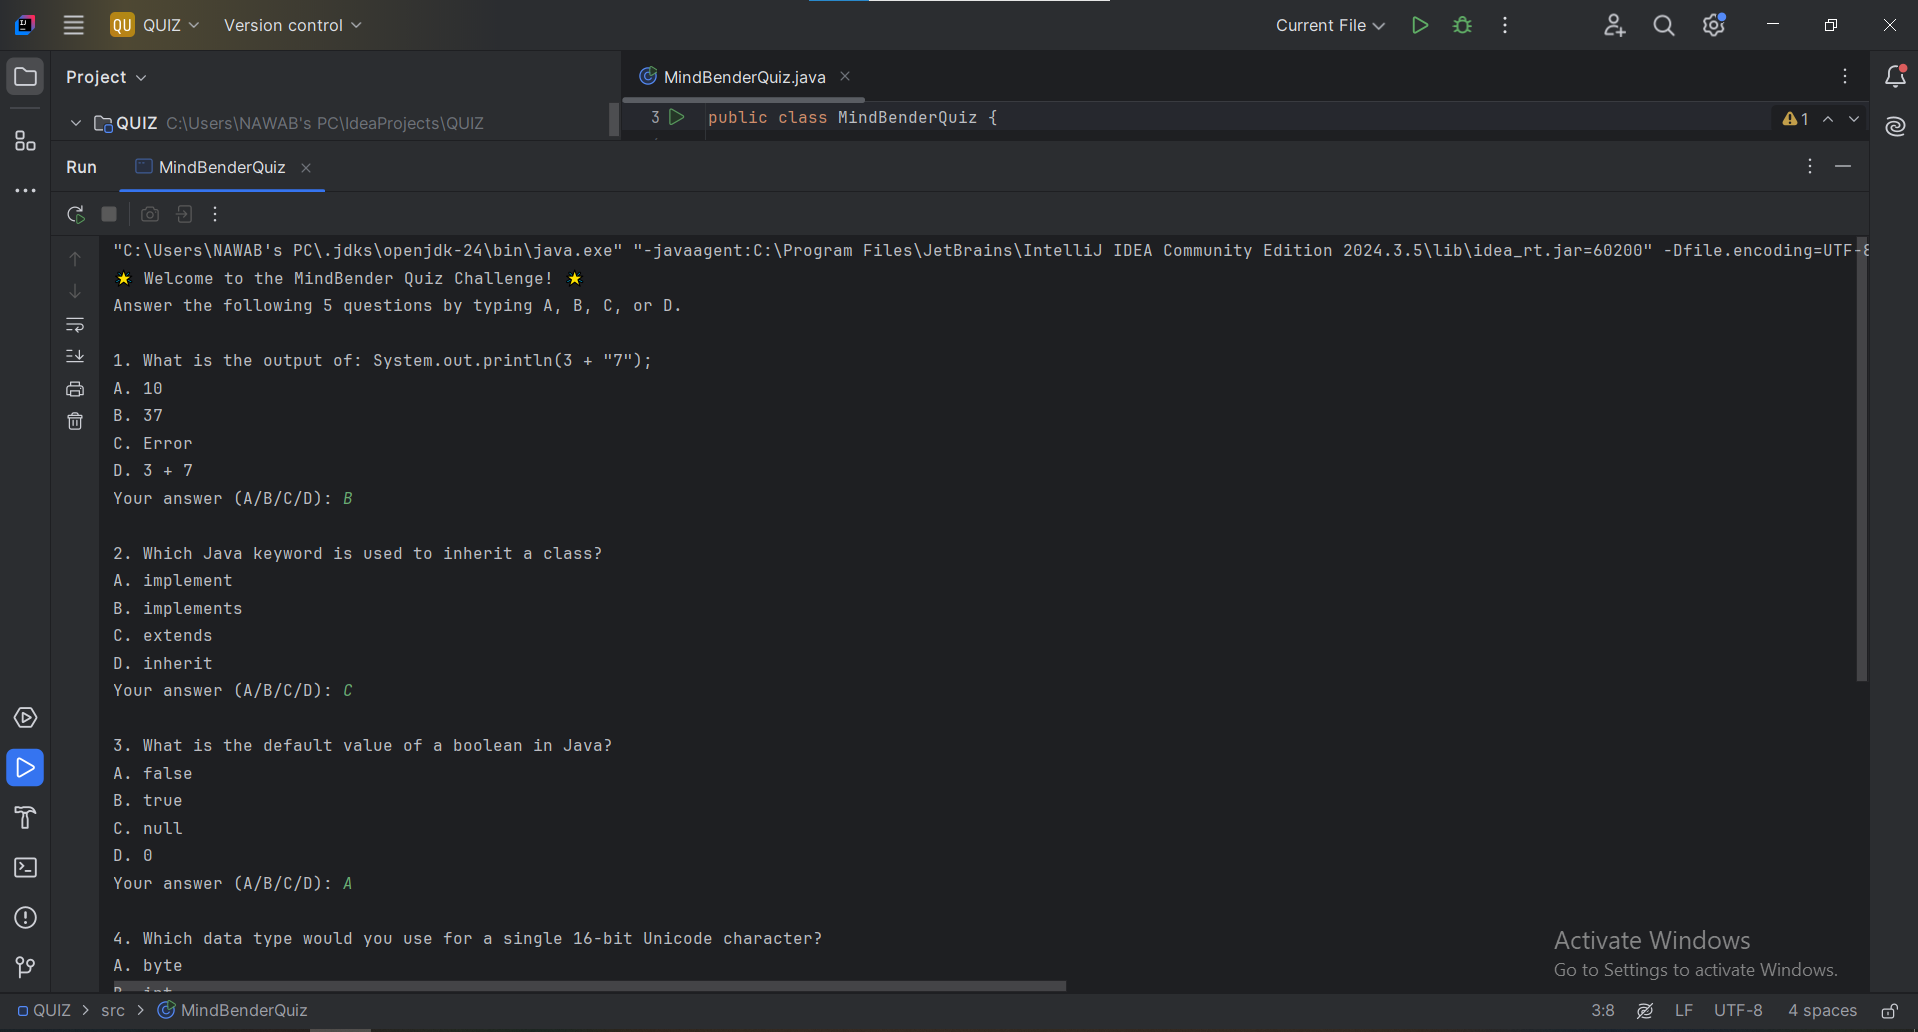 QU QUIZ Version control Current File
Project
MindBenderQuiz.java
QUIZ C:\Users\NAWAB's PC\IdeaProjects\QUIZ
3 public class MindBenderQuiz { 1
Run MindBenderQuiz
"C:\Users\NAWAB's PC\.jdks\openjdk-24\bin\java.exe" "-javaagent:C:\Program Files\JetBrains\IntelliJ IDEA Community Edition 2024.3.5\lib\idea_rt.jar=60200" -Dfile.encoding=UTF-8
⭐ Welcome to the MindBender Quiz Challenge! ⭐
Answer the following 5 questions by typing A, B, C, or D.
1. What is the output of: System.out.println(3 + "7");
A. 10
B. 37
C. Error
D. 3 + 7
Your answer (A/B/C/D): B
2. Which Java keyword is used to inherit a class?
A. implement
B. implements
C. extends
D. inherit
Your answer (A/B/C/D): C
3. What is the default value of a boolean in Java?
A. false
B. true
C. null
D. 0
Your answer (A/B/C/D): A
4. Which data type would you use for a single 16-bit Unicode character?
A. byte
Activate Windows
Go to Settings to activate Windows.
QUIZ > src > MindBenderQuiz 3:8 LF UTF-8 4 spaces